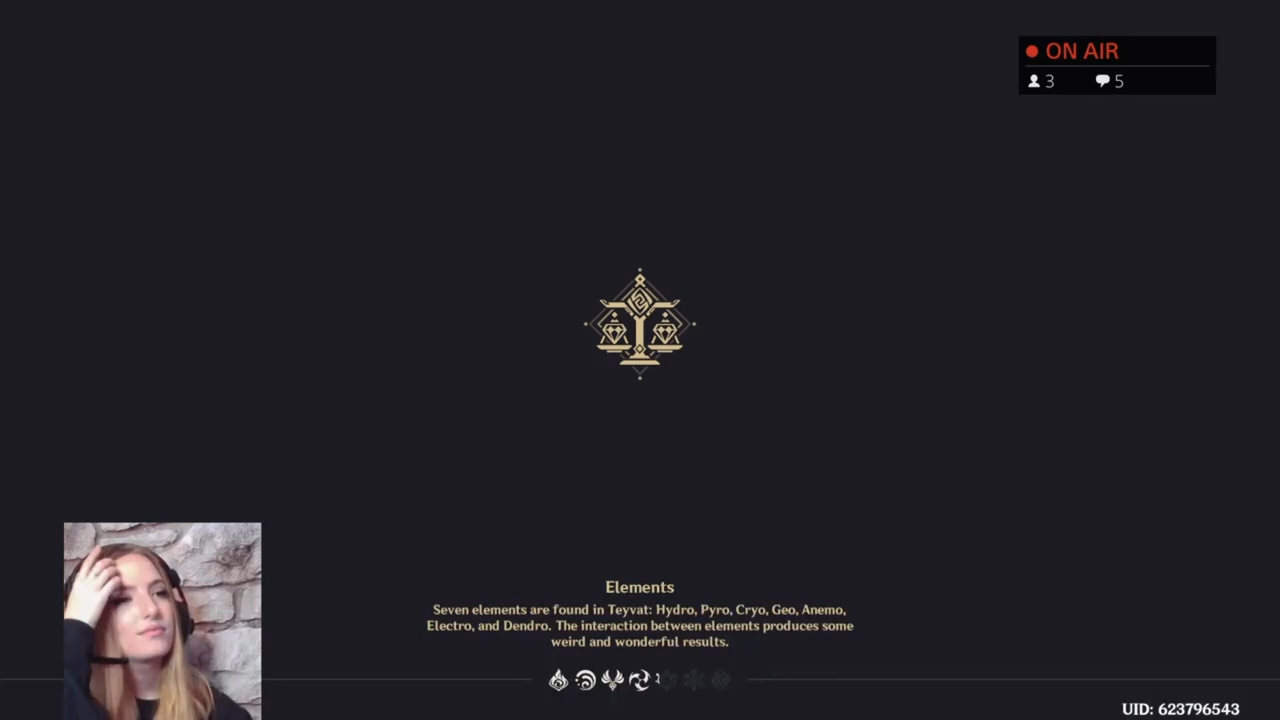 ON AIR
3 5
Elements
Seven elements are found in Teyvat: Hydro, Pyro, Cryo, Geo, Anemo,
Electro, and Dendro. The interaction between elements produces some
weird and wonderful results.
UID: 623796543